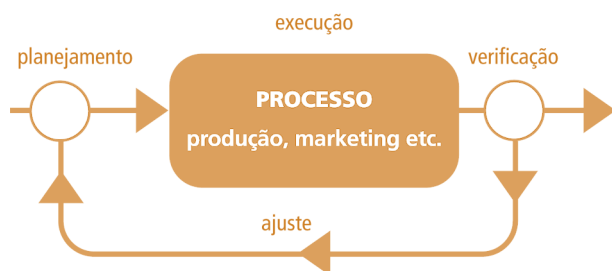 execução
planejamento
verificação
PROCESSO
produção, marketing etc.
ajuste